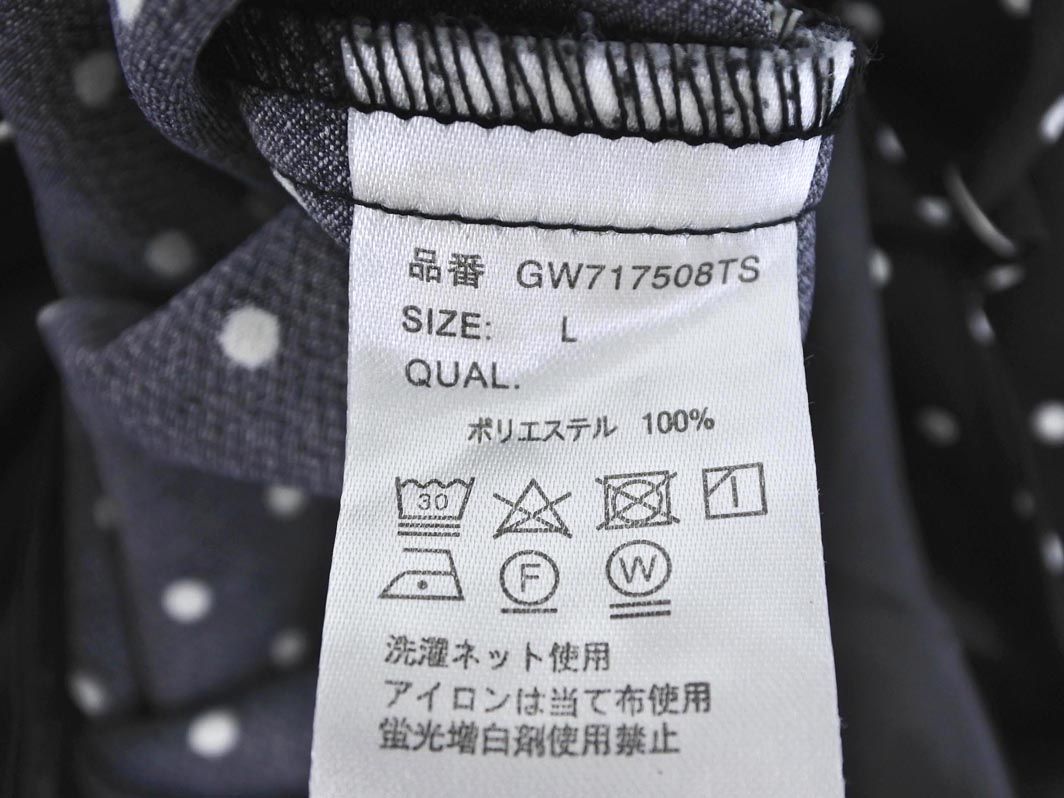 品番 GW717508TS
SIZE: L
QUAL.
ポリエステル 100%
30
F W
洗濯ネット使用
アイロンは当て布使用
蛍光増白剤使用禁止